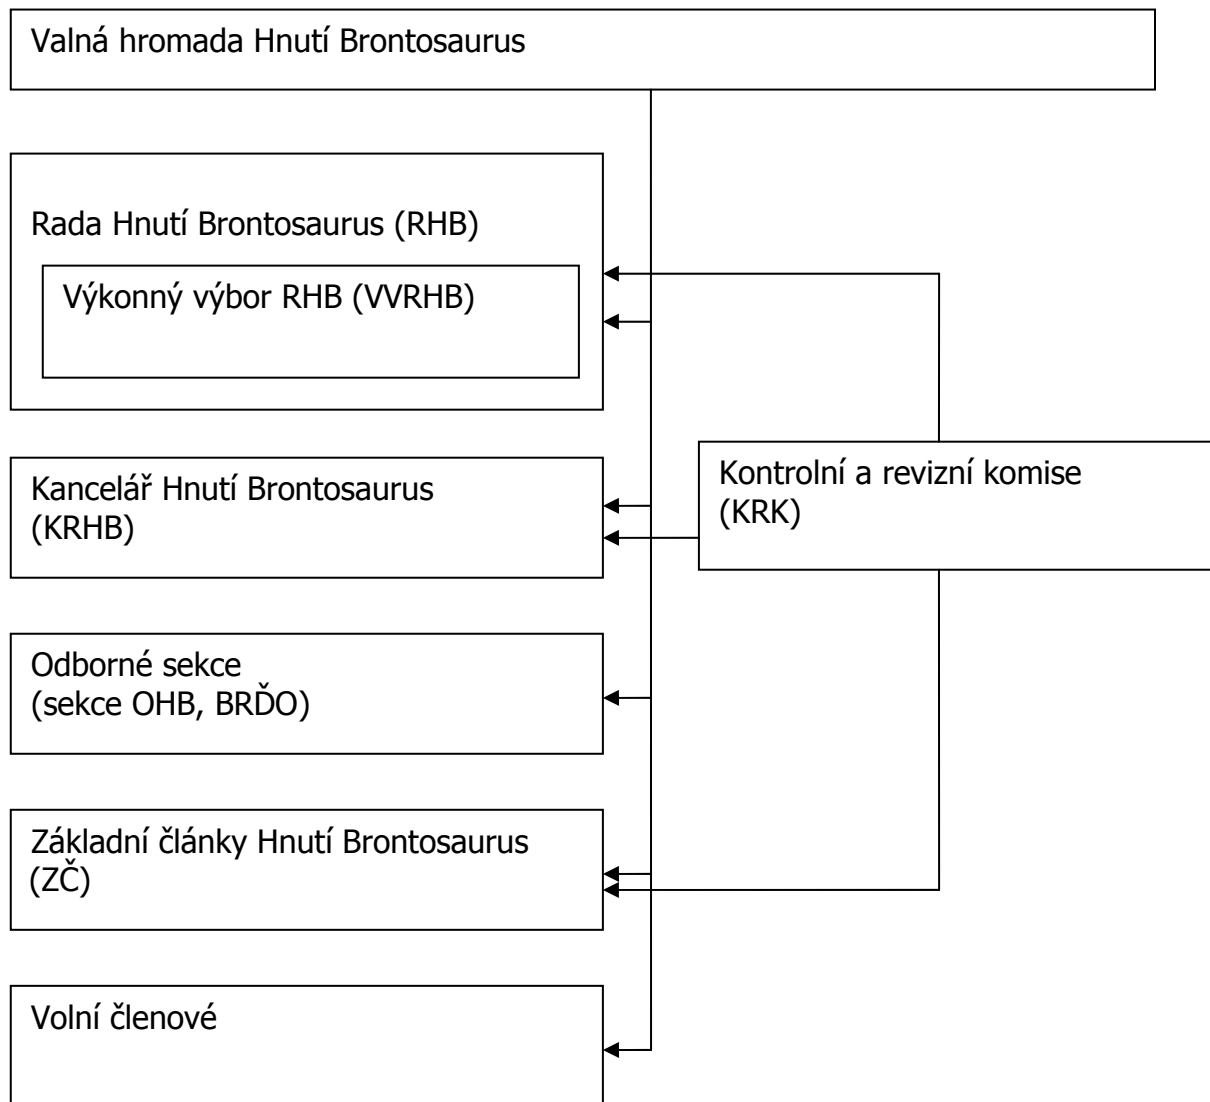 Valná hromada Hnutí Brontosaurus
Rada Hnutí Brontosaurus (RHB)
Výkonný výbor RHB (VVRHB)
Kancelář Hnutí Brontosaurus
(KRHB)
Kontrolní a revizní komise
(KRK)
Odborné sekce
(sekce OHB, BRĎO)
Základní články Hnutí Brontosaurus
(ZČ)
Volní členové